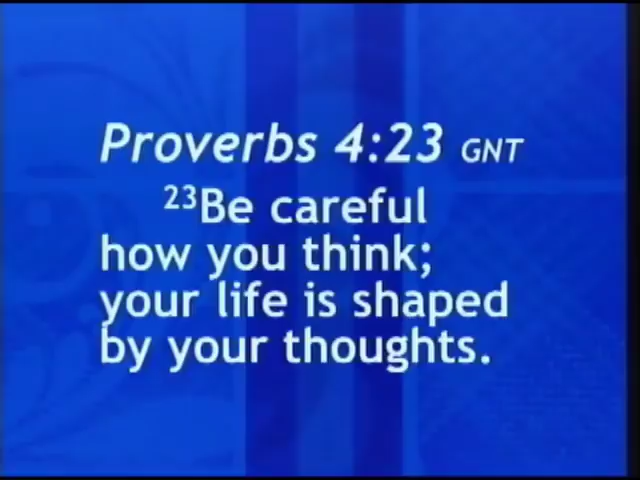 Proverbs 4:23 GNT
23Be careful
how you think;
your life is shaped
by your thoughts.